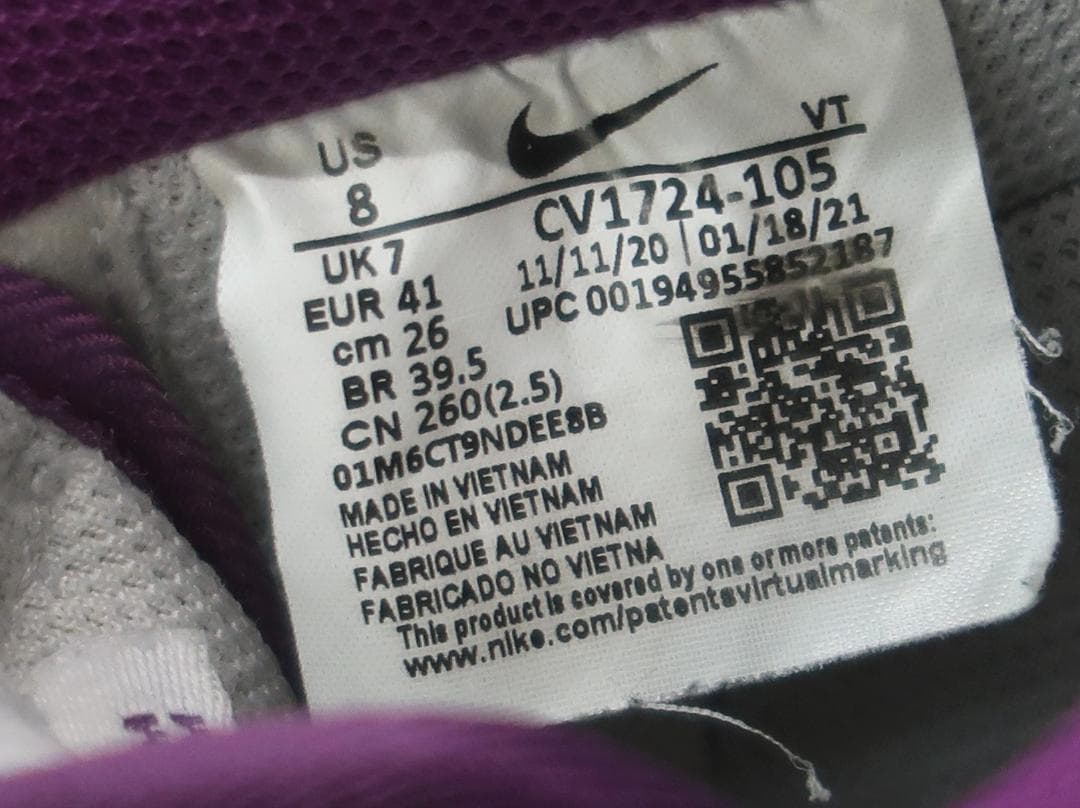 US
8
VT
CV1724-105
UK 7
11/11/20 | 01/18/21
EUR 41
UPC 00194955852187
cm 26
BR 39.5
CN 260(2.5)
01M6CT9NDEE8B
MADE IN VIETNAM
HECHO EN VIETNAM
FABRIQUE AU VIETNAM
FABRICADO NO VIETNA
This product is covered by one or more patents:
www.nike.com/patentsvirtualmarking